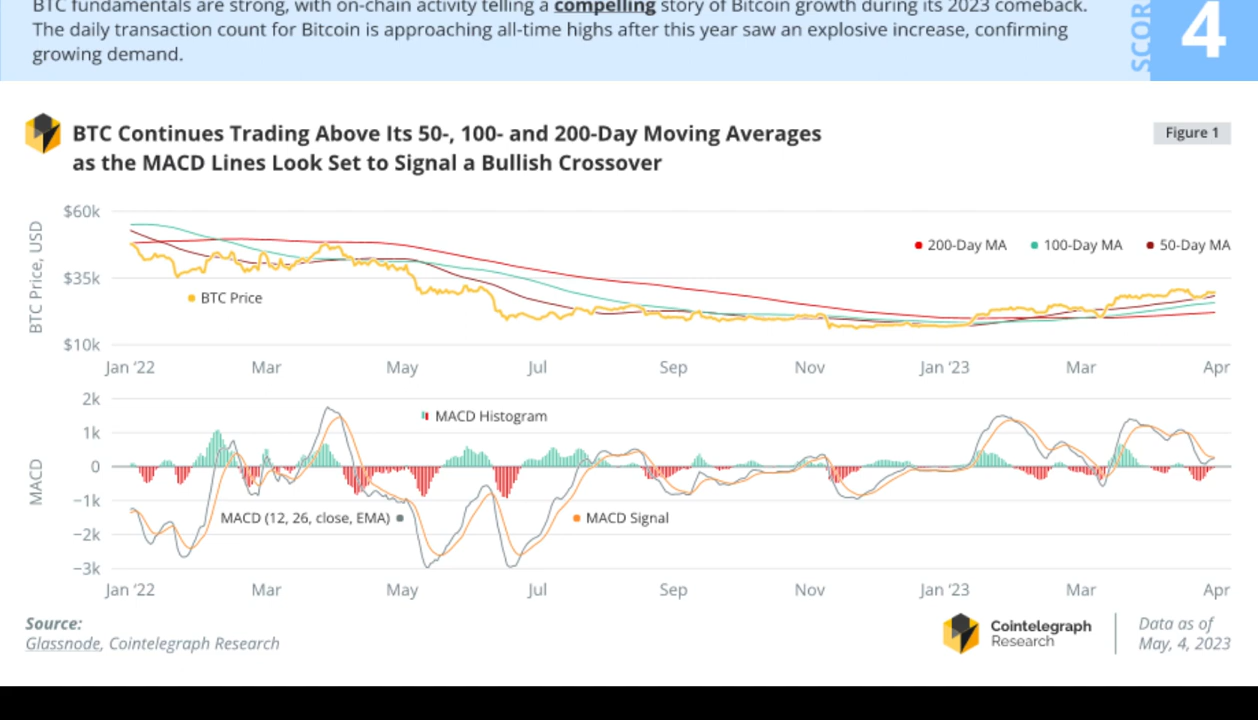 BTC fundamentals are strong, with on-chain activity telling a compelling story of Bitcoin growth during its 2023 comeback.
The daily transaction count for Bitcoin is approaching all-time highs after this year saw an explosive increase, confirming
growing demand.
SCOR
4
BTC Continues Trading Above Its 50-, 100- and 200-Day Moving Averages
as the MACD Lines Look Set to Signal a Bullish Crossover
Figure 1
BTC Price, USD
$60k
$35k
$10k
200-Day MA
100-Day MA
50-Day MA
BTC Price
Jan ‘22 Mar May Jul Sep Nov Jan ‘23 Mar Apr
MACD
2k
1k
0
−1k
−2k
−3k
MACD Histogram
MACD (12, 26, close, EMA)
MACD Signal
Jan ‘22 Mar May Jul Sep Nov Jan ‘23 Mar Apr
Source:
Glassnode, Cointelegraph Research
Cointelegraph
Research
Data as of
May, 4, 2023